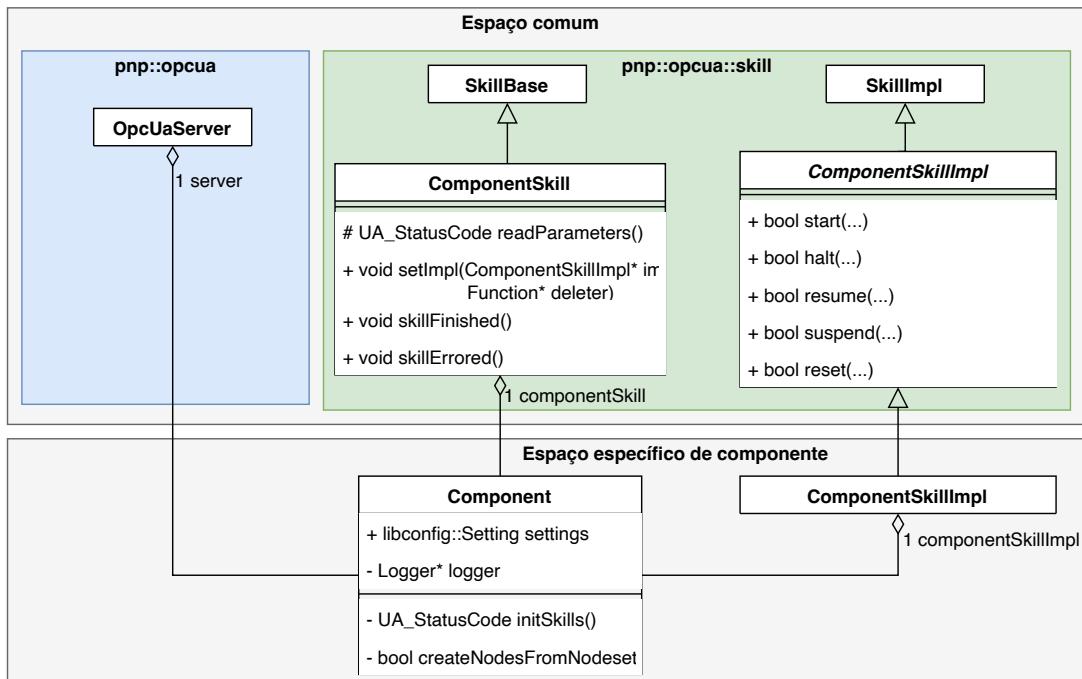 Espaço comum
pnp::opcua
OpcUaServer
1 server
pnp::opcua::skill
SkillBase
ComponentSkill
# UA_StatusCode readParameters()
+ void setImpl(ComponentSkillImpl* im
Function* deleter)
+ void skillFinished()
+ void skillErrored()
1 componentSkill
SkillImpl
ComponentSkillImpl
+ bool start(...)
+ bool halt(...)
+ bool resume(...)
+ bool suspend(...)
+ bool reset(...)
Espaço específico de componente
Component
+ libconfig::Setting settings
- Logger* logger
- UA_StatusCode initSkills()
- bool createNodesFromNodeset
ComponentSkillImpl
1 componentSkillImpl